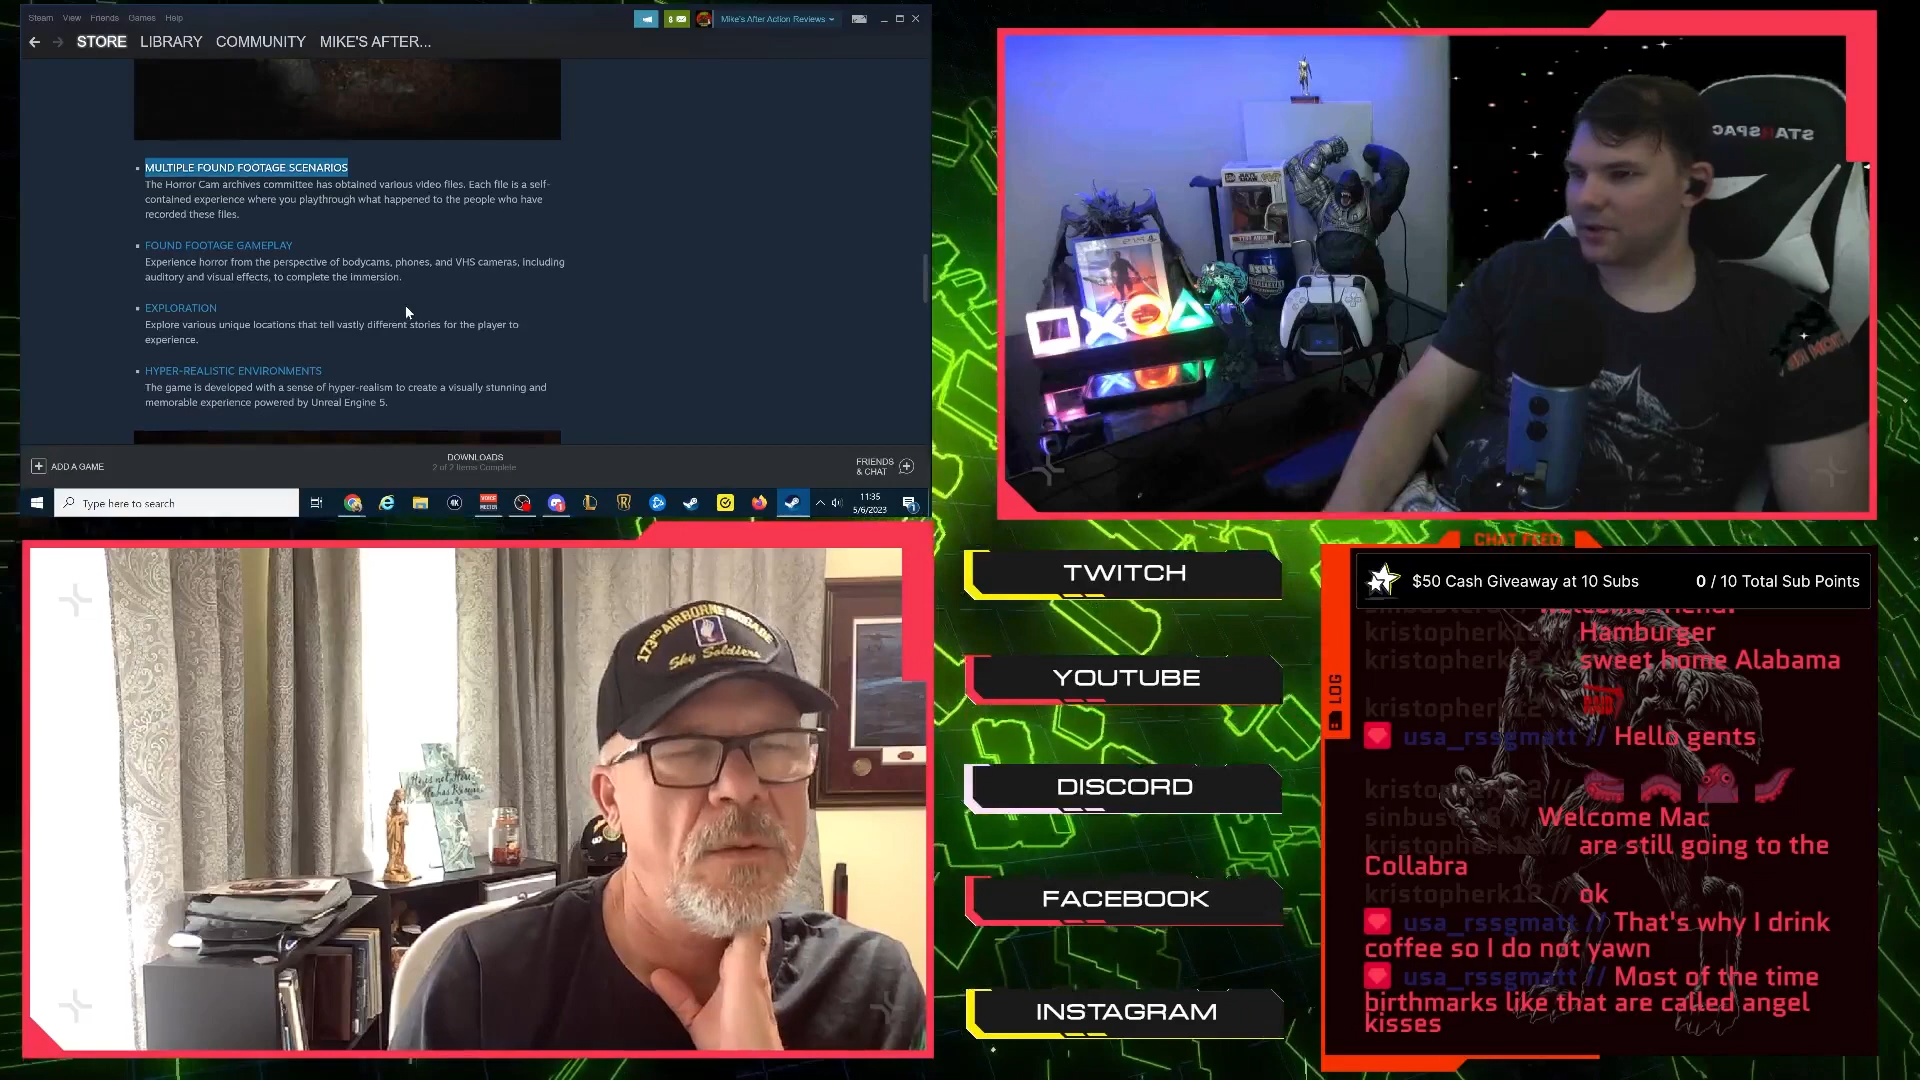 Steam View Friends Games Help
8
Mike's After Action Reviews
STORE LIBRARY COMMUNITY MIKE'S AFTER...
MULTIPLE FOUND FOOTAGE SCENARIOS
The Horror Cam archives committee has obtained various video files. Each file is a self-
contained experience where you playthrough what happened to the people who have
recorded these files.
FOUND FOOTAGE GAMEPLAY
Experience horror from the perspective of bodycams, phones, and VHS cameras, including
auditory and visual effects, to complete the immersion.
EXPLORATION
Explore various unique locations that tell vastly different stories for the player to
experience.
HYPER-REALISTIC ENVIRONMENTS
The game is developed with a sense of hyper-realism to create a visually stunning and
memorable experience powered by Unreal Engine 5.
ADD A GAME
DOWNLOADS
2 of 2 Items Complete
FRIENDS
& CHAT
Type here to search
11:35
5/6/2023
173RD AIRBORNE BRIGADE
Sky Soldiers
TWITCH
YOUTUBE
DISCORD
FACEBOOK
INSTAGRAM
CHAT FEED
LOG
$50 Cash Giveaway at 10 Subs 0 / 10 Total Sub Points
Hamburger
sweet home Alabama
usa_rssgmatt // Hello gents
Welcome Mac
are still going to the
Collabra
kristopherk12 // ok
usa_rssgmatt // That's why I drink
coffee so I do not yawn
usa_rssgmatt // Most of the time
birthmarks like that are called angel
kisses